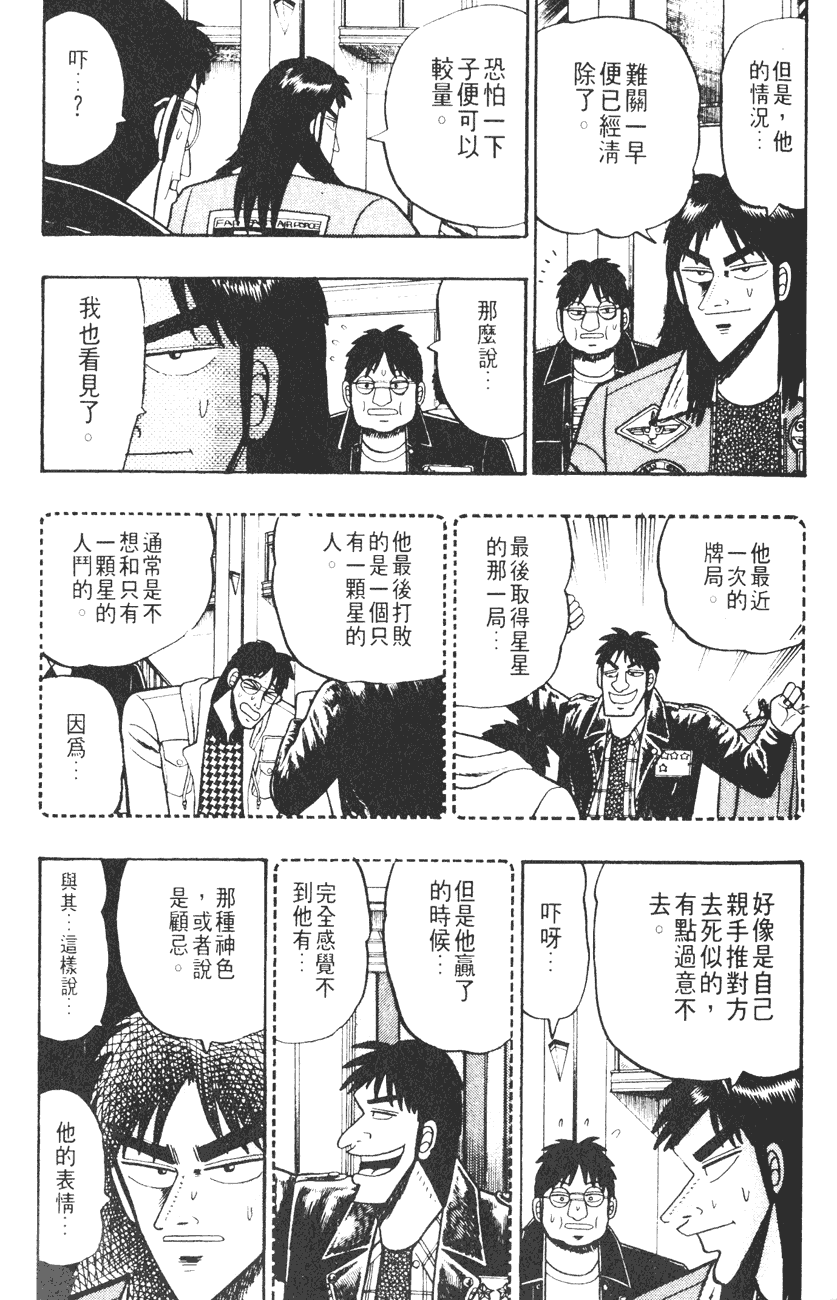 但是，他
的情況…
難關一早
便已經清
除了。
恐怕一下
子便可以
較量。
吓…?
那麼說…
我也看見了。
他最近
一次的
牌局。
最後取得星星
的那一局…
他最後打敗
的是一個只
有一顆星的
人。
通常是不
想和只有
一顆星的
人鬥的。
因爲…
好像是自己
親手推對方
去死似的，
有點過意不
去。
吓呀…
但是他贏了
的時候…
完全感覺不
到他有…
那種神色
，或者說
是顧忌。
與其…這樣說…
他的表情…